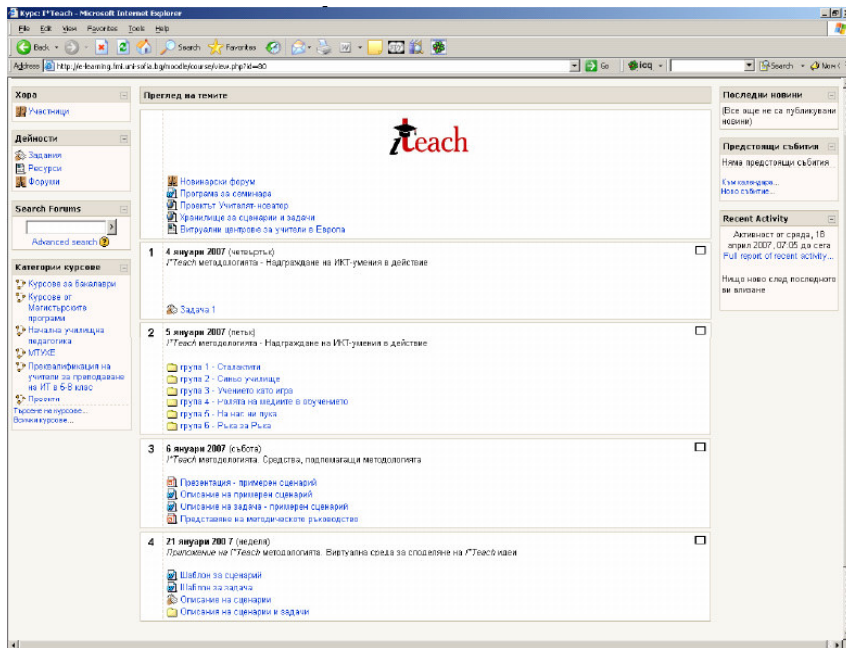 Курс: I*Teach - Microsoft Internet Explorer
File Edit View Favorites Tools Help
Back Search Favorites
Address http://e-learning.fmi.uni-sofia.bg/moodle/course/view.php?id=80 Go icq Search
Хора
Участници
Дейности
Задания
Ресурси
Форуми
Search Forums
Advanced search
Категории курсове
Курсове за бакалаври
Курсове от
Магистърските
програми
Начална училищна
педагогика
МТУХЕ
Преквалификация на
учители за преподаване
на ИТ в 5-8 клас
Проекти
Търсене на курсове...
Всички курсове...
Преглед на темите
iTeach
Новинарски форум
Програма за семинара
Проектът Учителят-новатор
Хранилище за сценарии и задачи
Виртуални центрове за учители в Европа
1 4 януари 2007 (четвъртък)
I*Teach методологията - Надграждане на ИКТ-умения в действие
Задача 1
2 5 януари 2007 (петък)
I*Teach методологията - Надграждане на ИКТ-умения в действие
група 1 - Сталактити
група 2 - Синьо училище
група 3 - Учението като игра
група 4 - Ролята на медиите в обучението
група 5 - На нас ни пука
група 6 - Ръка за Ръка
3 6 януари 2007 (събота)
I*Teach методологията. Средства, подпомагащи методологията
Презентация - примерен сценарий
Описание на примерен сценарий
Описание на задача - примерен сценарий
Представяне на методическото ръководство
4 21 януари 200 7 (неделя)
Приложение на I*Teach методологията. Виртуална среда за споделяне на I*Teach идеи
Шаблон за сценарий
Шаблон за задача
Описание на сценарии
Описания на сценарии и задачи
Последни новини
(Все още не са публикувани
новини)
Предстоящи събития
Няма предстоящи събития
Към календара...
Ново събитие...
Recent Activity
Активност от сряда, 18
април 2007, 07:05 до сега
Full report of recent activity...
Нищо ново след последното
ви влизане